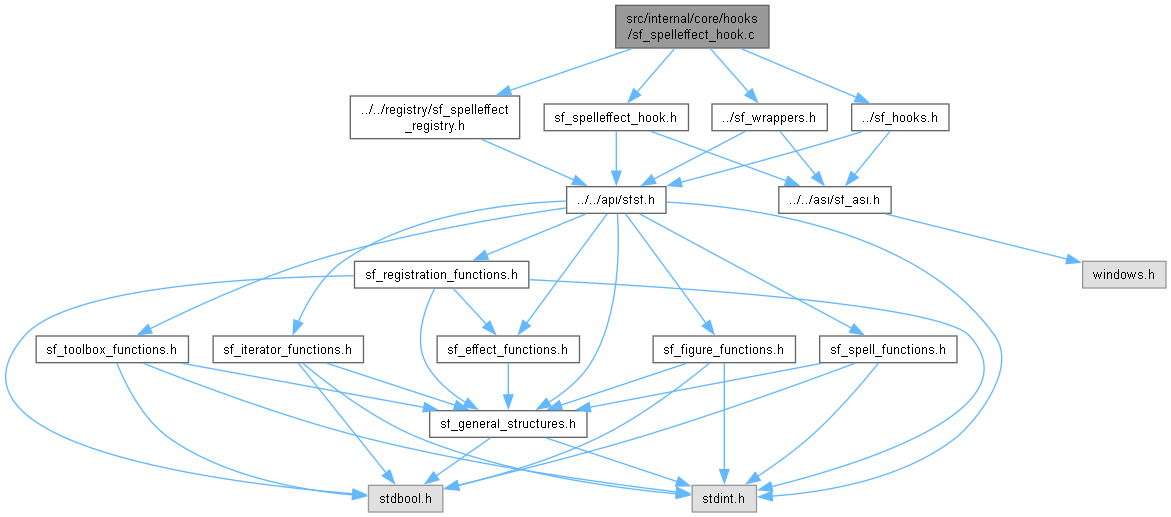 src/internal/core/hooks
/sf_spelleffect_hook.c
../../registry/sf_spelleffect
_registry.h
sf_spelleffect_hook.h
../sf_wrappers.h
../sf_hooks.h
../../api/sfsf.h
../../asi/sf_asi.h
sf_registration_functions.h
windows.h
sf_toolbox_functions.h
sf_iterator_functions.h
sf_effect_functions.h
sf_figure_functions.h
sf_spell_functions.h
sf_general_structures.h
stdbool.h
stdint.h